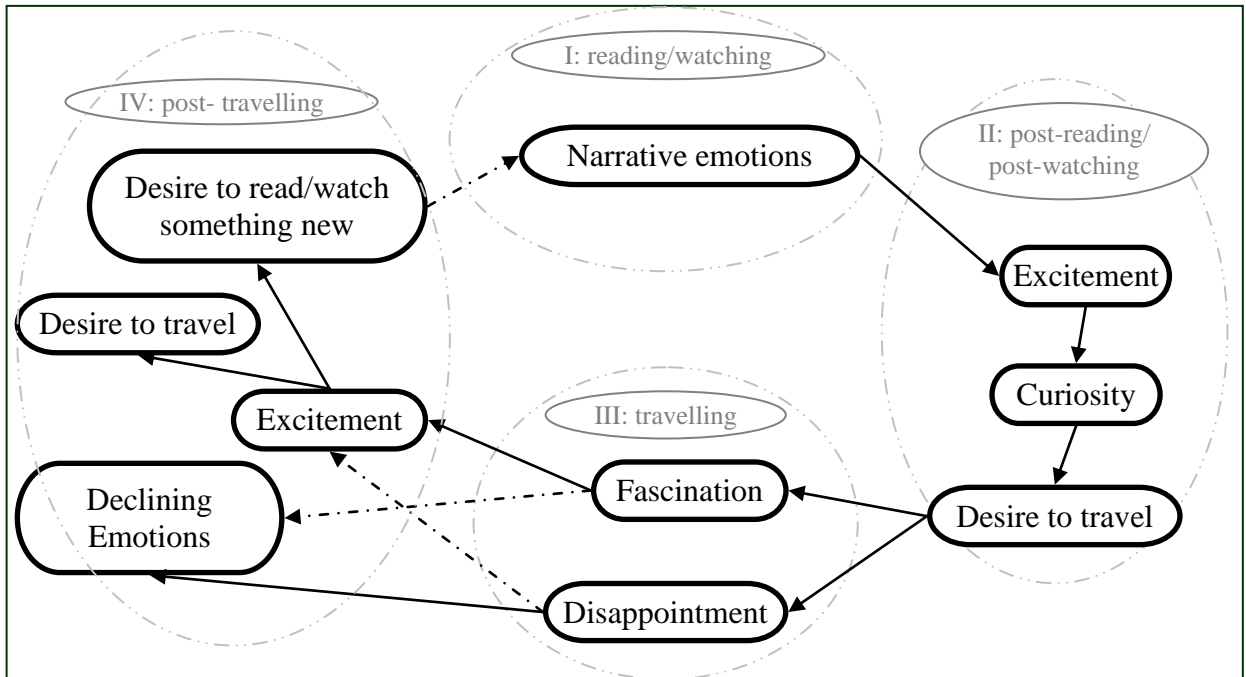 I: reading/watching
Narrative emotions
II: post-reading/
post-watching
Excitement
Curiosity
Desire to travel
III: travelling
Fascination
Disappointment
IV: post- travelling
Desire to read/watch
something new
Desire to travel
Excitement
Declining
Emotions